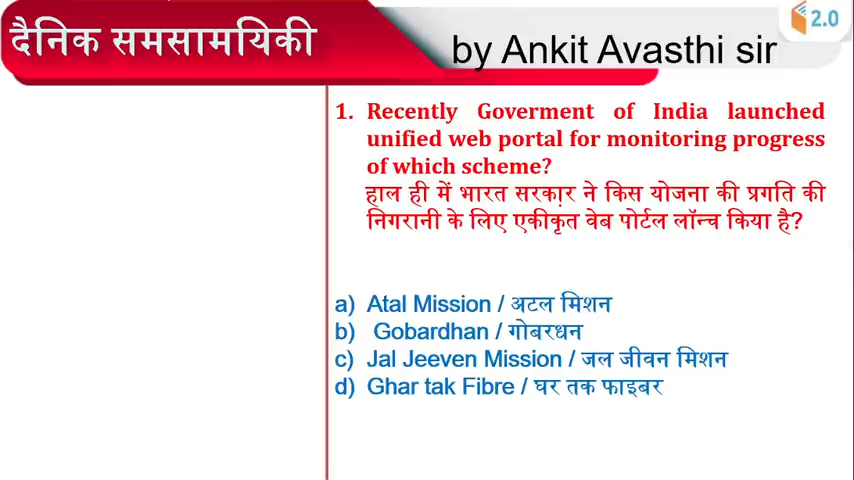 दैनिक समसामयिकी
by Ankit Avasthi sir
2.0
1. Recently Goverment of India launched
unified web portal for monitoring progress
of which scheme?
हाल ही में भारत सरकाऱ ने किस योजना की प्रगति की
निगरानी के लिए एकीकृत वेब पोर्टल लॉन्च किया है?
a) Atal Mission / अटल मिशन
b) Gobardhan / गोबरधन
c) Jal Jeeven Mission / जल जीवन मिशन
d) Ghar tak Fibre / घर तक फाइबर